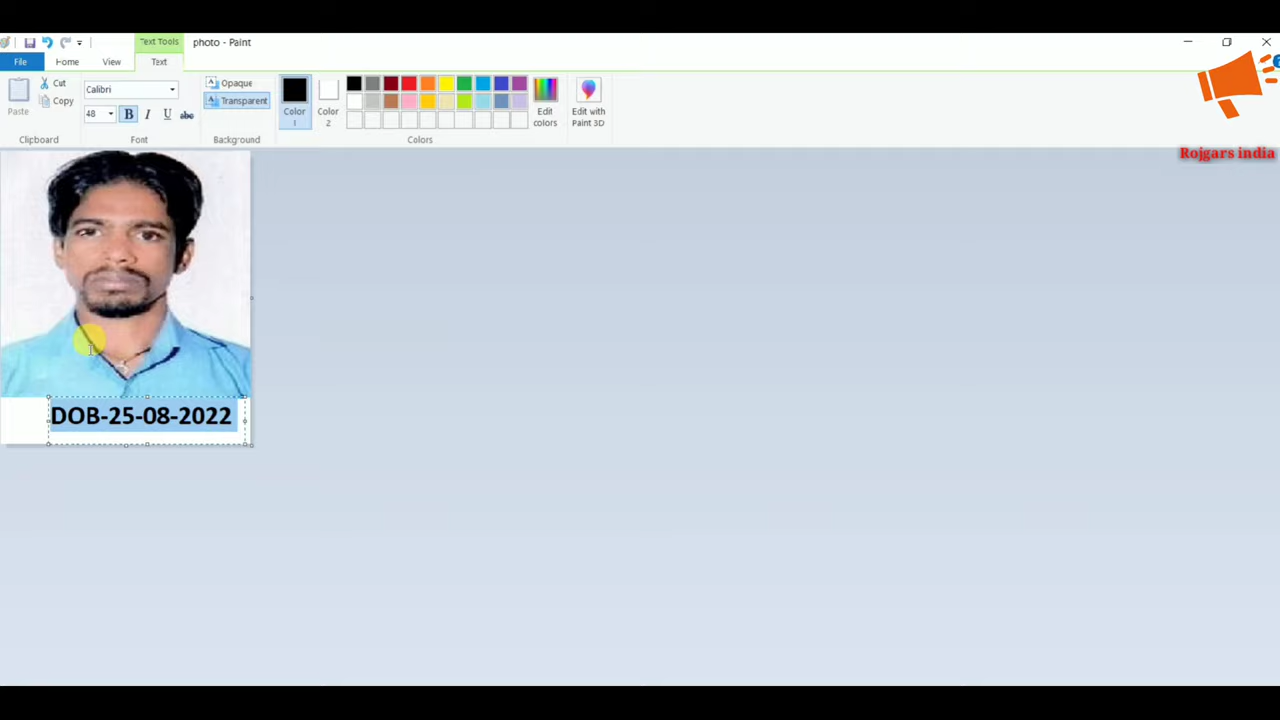 Text Tools
photo - Paint
File Home View Text
Paste
Cut
Copy
Clipboard
Calibri
48 B I U abc
Font
Opaque
Transparent
Background
Color 1
Color 2
Edit colors
Colors
Edit with Paint 3D
Rojgars india
DOB-25-08-2022